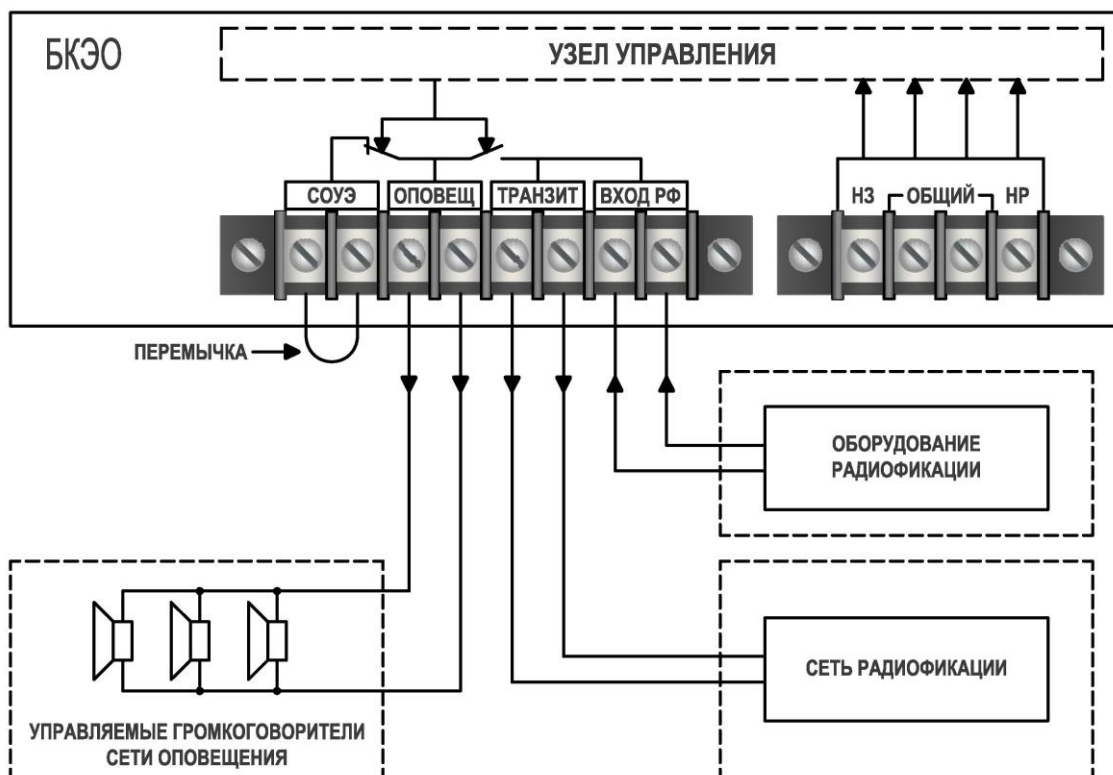 БКЭО
УЗЕЛ УПРАВЛЕНИЯ
СОУЭ ОПОВЕЩ ТРАНЗИТ ВХОД РФ
НЗ ОБЩИЙ НР
ПЕРЕМЫЧКА
ОБОРУДОВАНИЕ
РАДИОФИКАЦИИ
СЕТЬ РАДИОФИКАЦИИ
УПРАВЛЯЕМЫЕ ГРОМКОГОВОРИТЕЛИ
СЕТИ ОПОВЕЩЕНИЯ